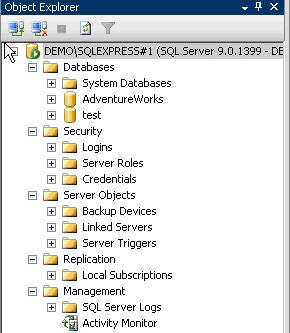 Object Explorer
DEMO\SQLEXPRESS#1 (SQL Server 9.0.1399 - DE
Databases
System Databases
AdventureWorks
test
Security
Logins
Server Roles
Credentials
Server Objects
Backup Devices
Linked Servers
Server Triggers
Replication
Local Subscriptions
Management
SQL Server Logs
Activity Monitor